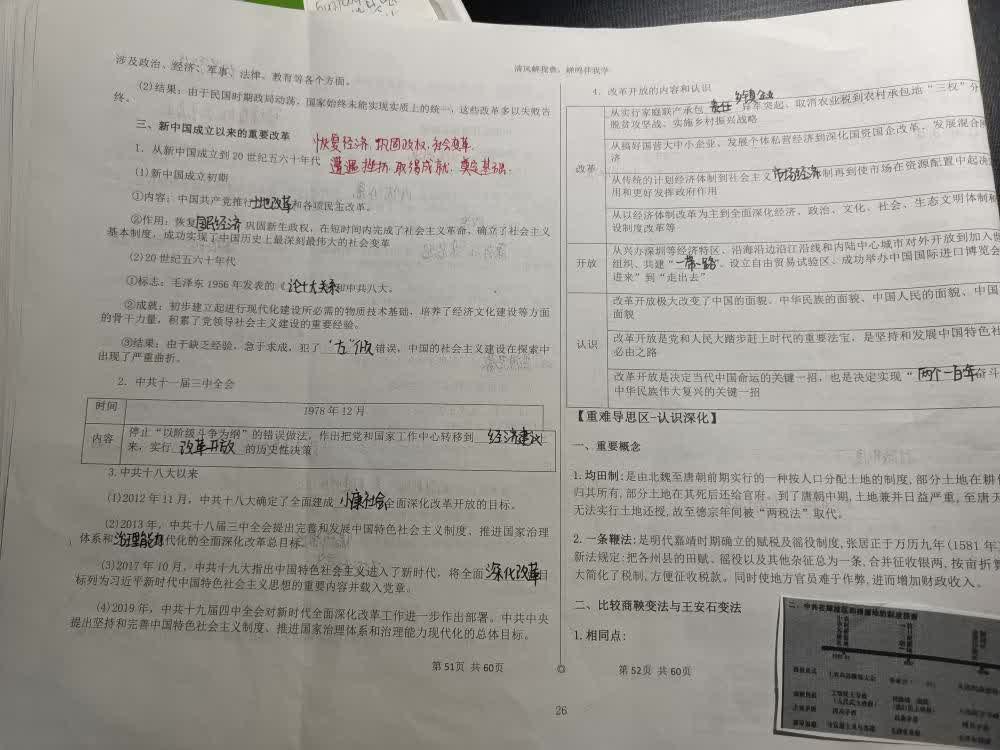 涉及政治、经济、军事、法律、教育等各个方面。
(2)结果：由于民国时期政局动荡，国家始终未能实现实质上的统一，这些改革多以失败告
终。
三、新中国成立以来的重要改革
恢复经济 巩固政权 社会变革
1. 从新中国成立到20世纪五六十年代
遭遇挫折 取得成就 奠定基础
(1)新中国成立初期
①内容：中国共产党推行土地改革和各项民主改革。
②作用：恢复国民经济巩固新生政权，在短时间内完成了社会主义革命，确立了社会主义
基本制度，成功实现了中国历史上最深刻最伟大的社会变革
(2)20世纪五六十年代
①标志：毛泽东1956年发表的《论十大关系和中共八大。
②成就：初步建立起进行现代化建设所必需的物质技术基础，培养了经济文化建设等方面
的骨干力量，积累了党领导社会主义建设的重要经验。
③结果：由于缺乏经验，急于求成，犯了"左"倾错误，中国的社会主义建设在探索中
出现了严重曲折。
2. 中共十一届三中全会
时间 1978年12月
内容 停止"以阶级斗争为纲"的错误做法，作出把党和国家工作中心转移到 经济建设
来，实行 改革开放 的历史性决策
3.中共十八大以来
(1)2012年11月，中共十八大确定了全面建成小康社会全面深化改革开放的目标。
(2)2013年，中共十八届三中全会提出完善和发展中国特色社会主义制度、推进国家治理
体系和治理能力代化的全面深化改革总目标。
(3)2017年10月，中共十九大指出中国特色社会主义进入了新时代，将全面深化改革目
标列为习近平新时代中国特色社会主义思想的重要内容并载入党章。
(4)2019年，中共十九届四中全会对新时代全面深化改革工作进一步作出部署。中共中央
提出坚持和完善中国特色社会主义制度、推进国家治理体系和治理能力现代化的总体目标。
第51页 共60页
清风解我意，蝉鸣伴我学
4. 改革开放的内容和认识
改革
从实行家庭联产承包责任 乡镇企业异军突起、取消农业税到农村承包地"三权"分
脱贫攻坚战、实施乡村振兴战略
从搞好国营大中小企业、发展个体私营经济到深化国资国企改革、发展混合
济
从传统的计划经济体制到社会主义市场经济制再到使市场在资源配置中起决
用和更好发挥政府作用
从以经济体制改革为主到全面深化经济、政治、文化、社会、生态文明体制
设制度改革等
开放
从兴办深圳等经济特区、沿海沿边沿江沿线和内陆中心城市对外开放到加入
组织、共建"一带一路"、设立自由贸易试验区、成功举办中国国际进口博览会
进来"到"走出去"
认识
改革开放极大改变了中国的面貌、中华民族的面貌、中国人民的面貌、中国
面貌
改革开放是党和人民大踏步赶上时代的重要法宝，是坚持和发展中国特色社
必由之路
改革开放是决定当代中国命运的关键一招，也是决定实现"两个一百年奋斗
中华民族伟大复兴的关键一招
【重难导思区-认识深化】
一、重要概念
1.均田制：是由北魏至唐朝前期实行的一种按人口分配土地的制度，部分土地在耕
归其所有，部分土地在其死后还给官府。到了唐朝中期，土地兼并日益严重，至唐
无法实行土地还授，故至德宗年间被"两税法"取代。
2.一条鞭法：是明代嘉靖时期确立的赋税及徭役制度，张居正于万历九年(1581年
新法规定：把各州县的田赋、徭役以及其他杂征总为一条，合并征收银两，按亩折算
大简化了税制，方便征收税款。同时使地方官员难于作弊，进而增加财政收入。
二、比较商鞅变法与王安石变法
1.相同点：
第52页 共60页
26